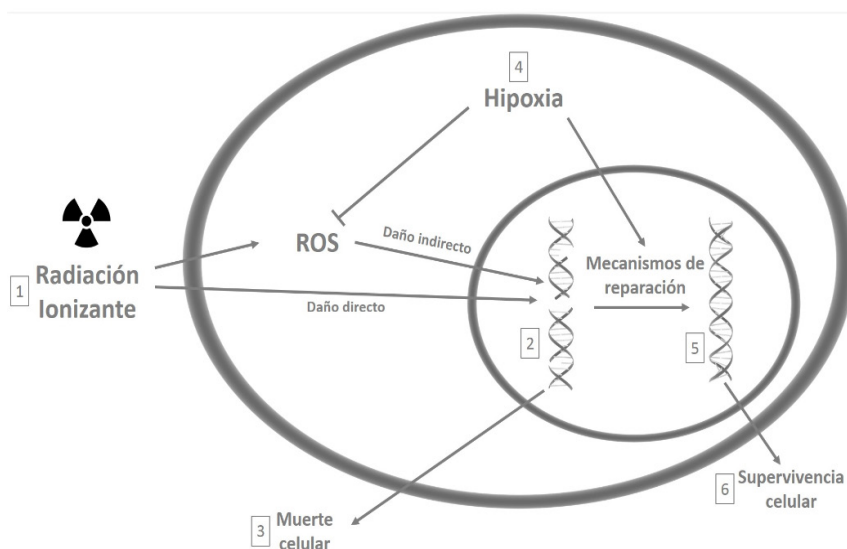 4
Hipoxia
1
Radiación
Ionizante
ROS
Daño indirecto
Daño directo
Mecanismos de
reparación
2
5
3
Muerte
celular
6
Supervivencia
celular